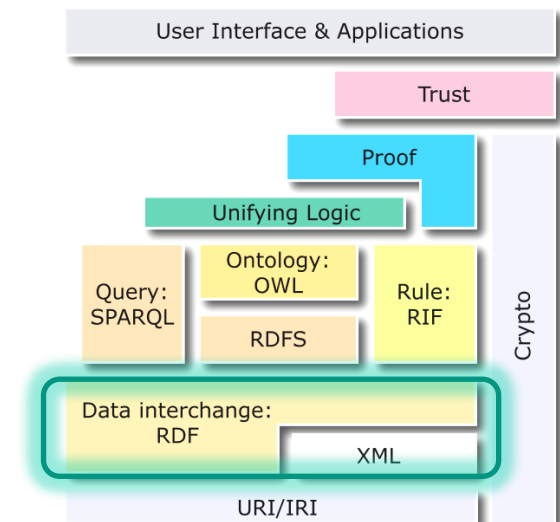 User Interface & Applications
Trust
Proof
Unifying Logic
Query:
SPARQL
Ontology:
OWL
RDFS
Rule:
RIF
Crypto
Data interchange:
RDF
XML
URI/IRI